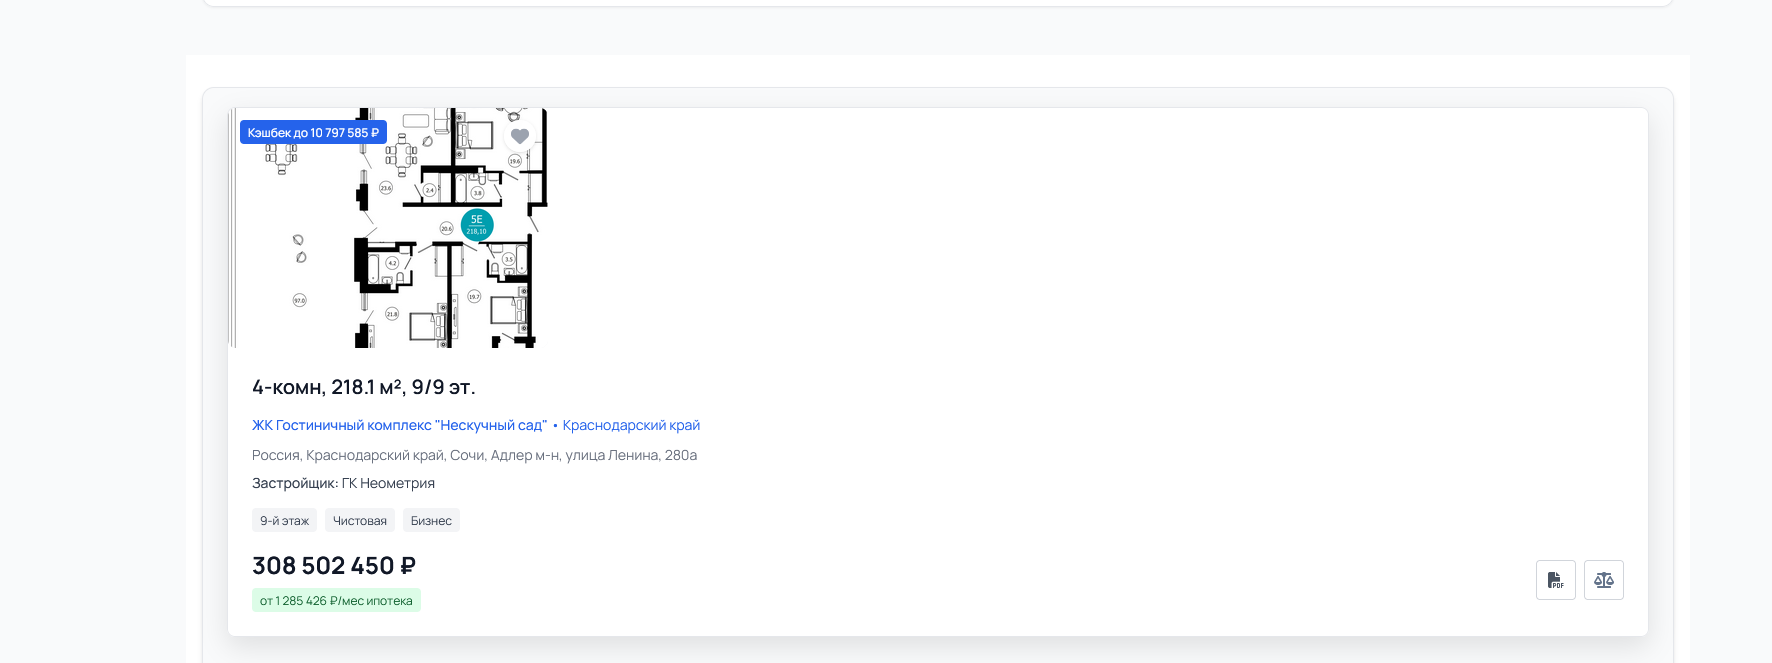 Кэшбек до 10 797 585 ₽
19.6
23.6
2.4
3.8
5E
218,10
20.6
4.2
3.5
97.0
19.7
21.8
4-комн, 218.1 м², 9/9 эт.
ЖК Гостиничный комплекс "Нескучный сад" • Краснодарский край
Россия, Краснодарский край, Сочи, Адлер м-н, улица Ленина, 280а
Застройщик: ГК Неометрия
9-й этаж Чистовая Бизнес
308 502 450 ₽
PDF
от 1 285 426 ₽/мес ипотека